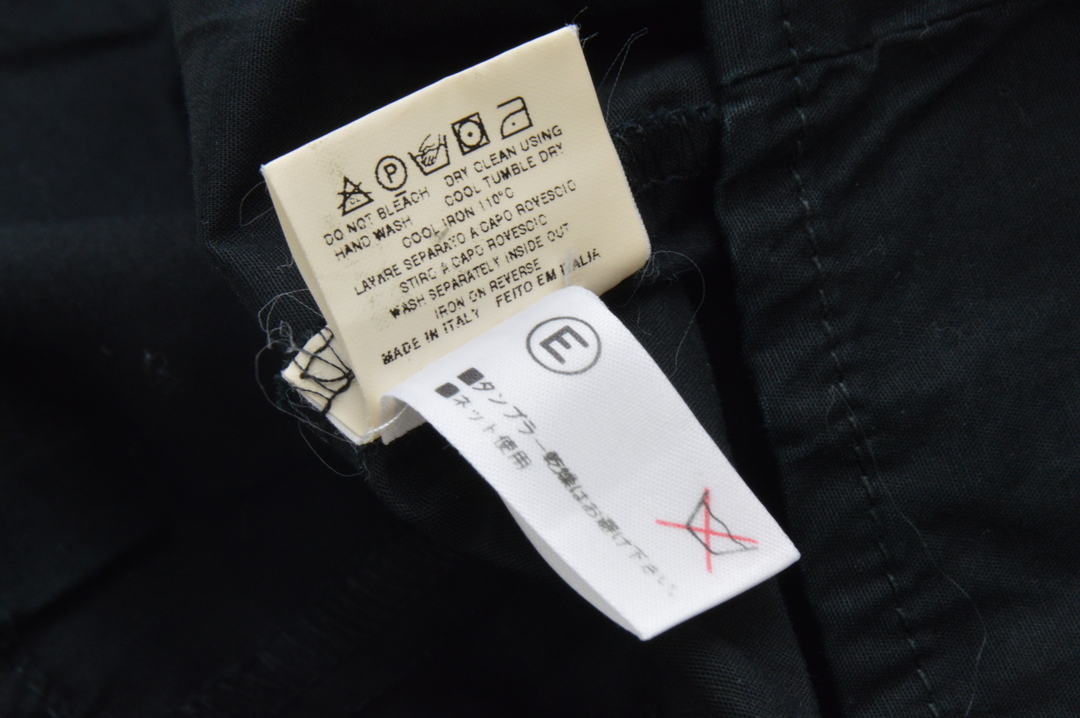 CL
P
DO NOT BLEACH DRY CLEAN USING
HAND WASH COOL TUMBLE DRY
COOL IRON 110°C
LAVARE SEPARATO A CAPO ROVESCIO
STIRO A CAPO ROVESCIO
WASH SEPARATELY INSIDE OUT
IRON ON REVERSE
MADE IN ITALY FEITO EM ITALIA
E
■タンブラー乾燥はお避け下さい。
■ネット使用